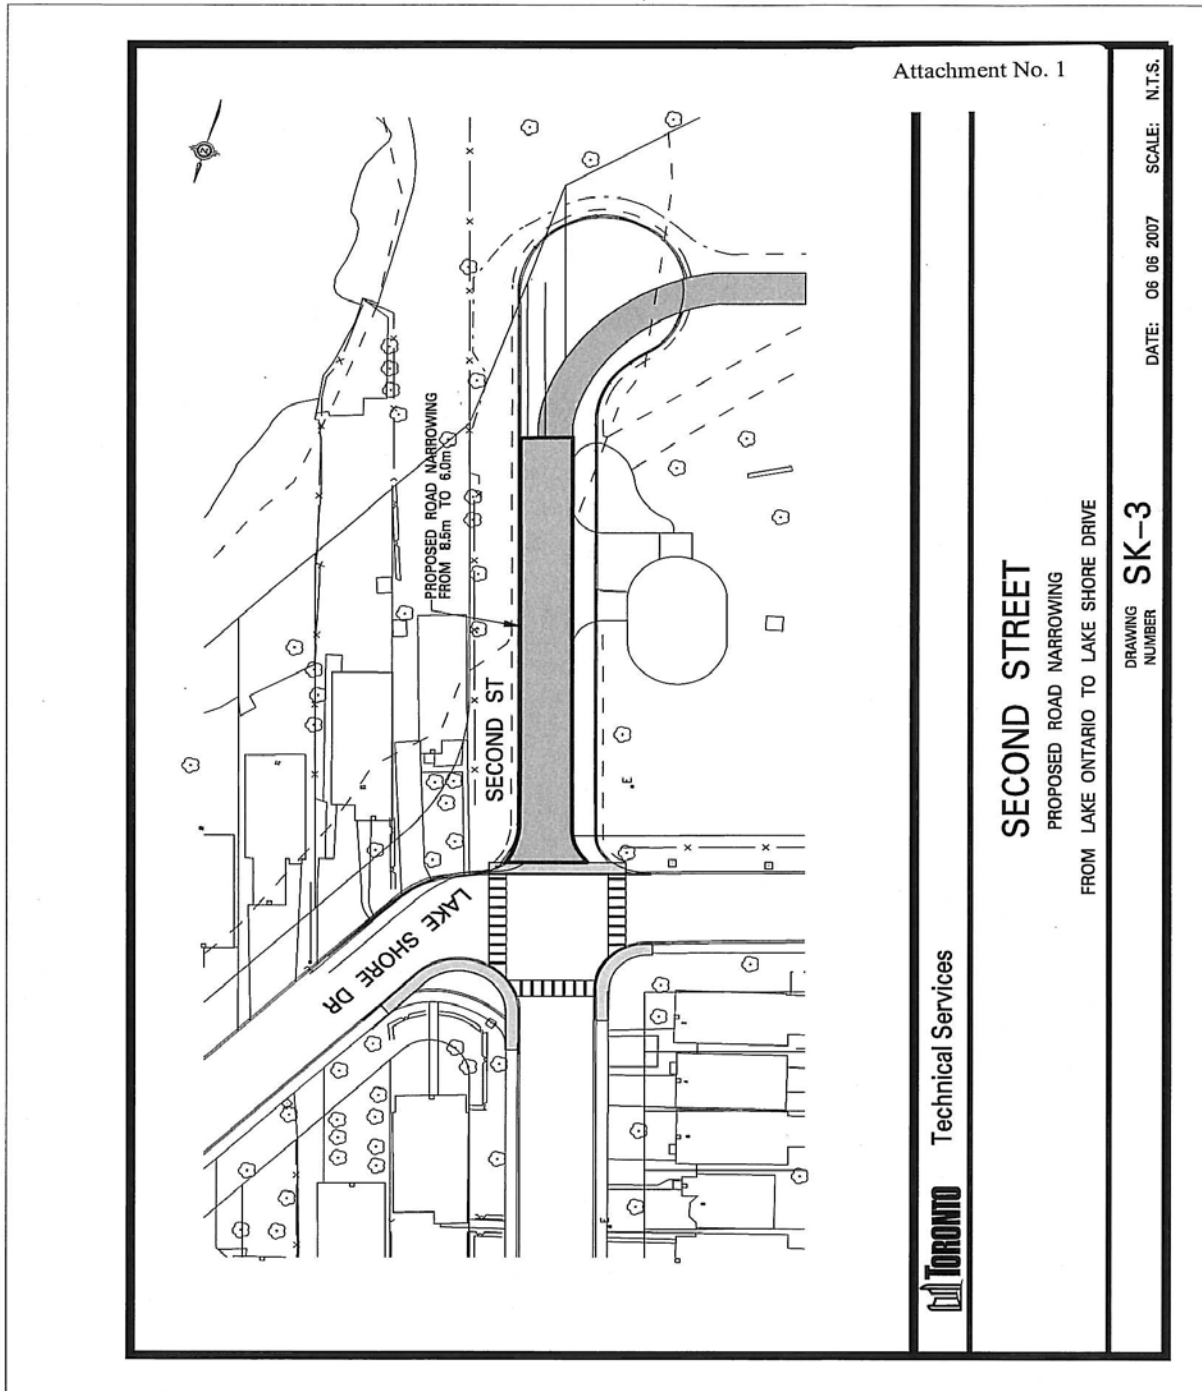 Attachment No. 1
PROPOSED ROAD NARROWING
FROM 8.5m TO 6.0m
SECOND ST
LAKE SHORE DR
TORONTO
Technical Services
SECOND STREET
PROPOSED ROAD NARROWING
FROM LAKE ONTARIO TO LAKE SHORE DRIVE
DRAWING
NUMBER
SK-3
DATE: 06 06 2007
SCALE: N.T.S.